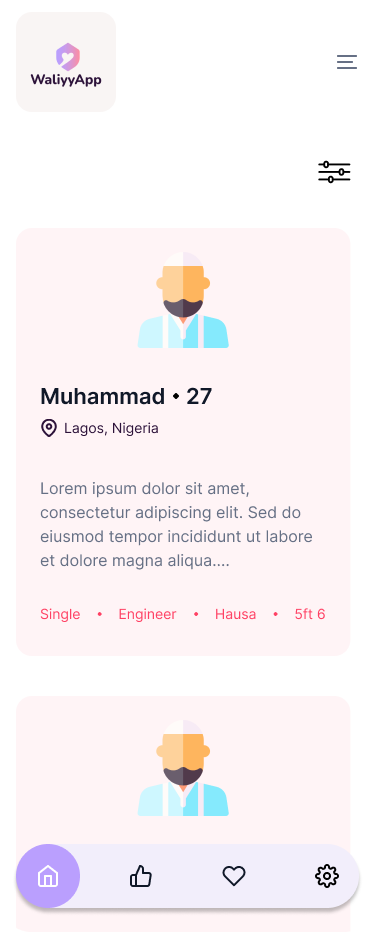 WaliyyApp
Muhammad • 27
Lagos, Nigeria
Lorem ipsum dolor sit amet,
consectetur adipiscing elit. Sed do
eiusmod tempor incididunt ut labore
et dolore magna aliqua....
Single • Engineer • Hausa • 5ft 6